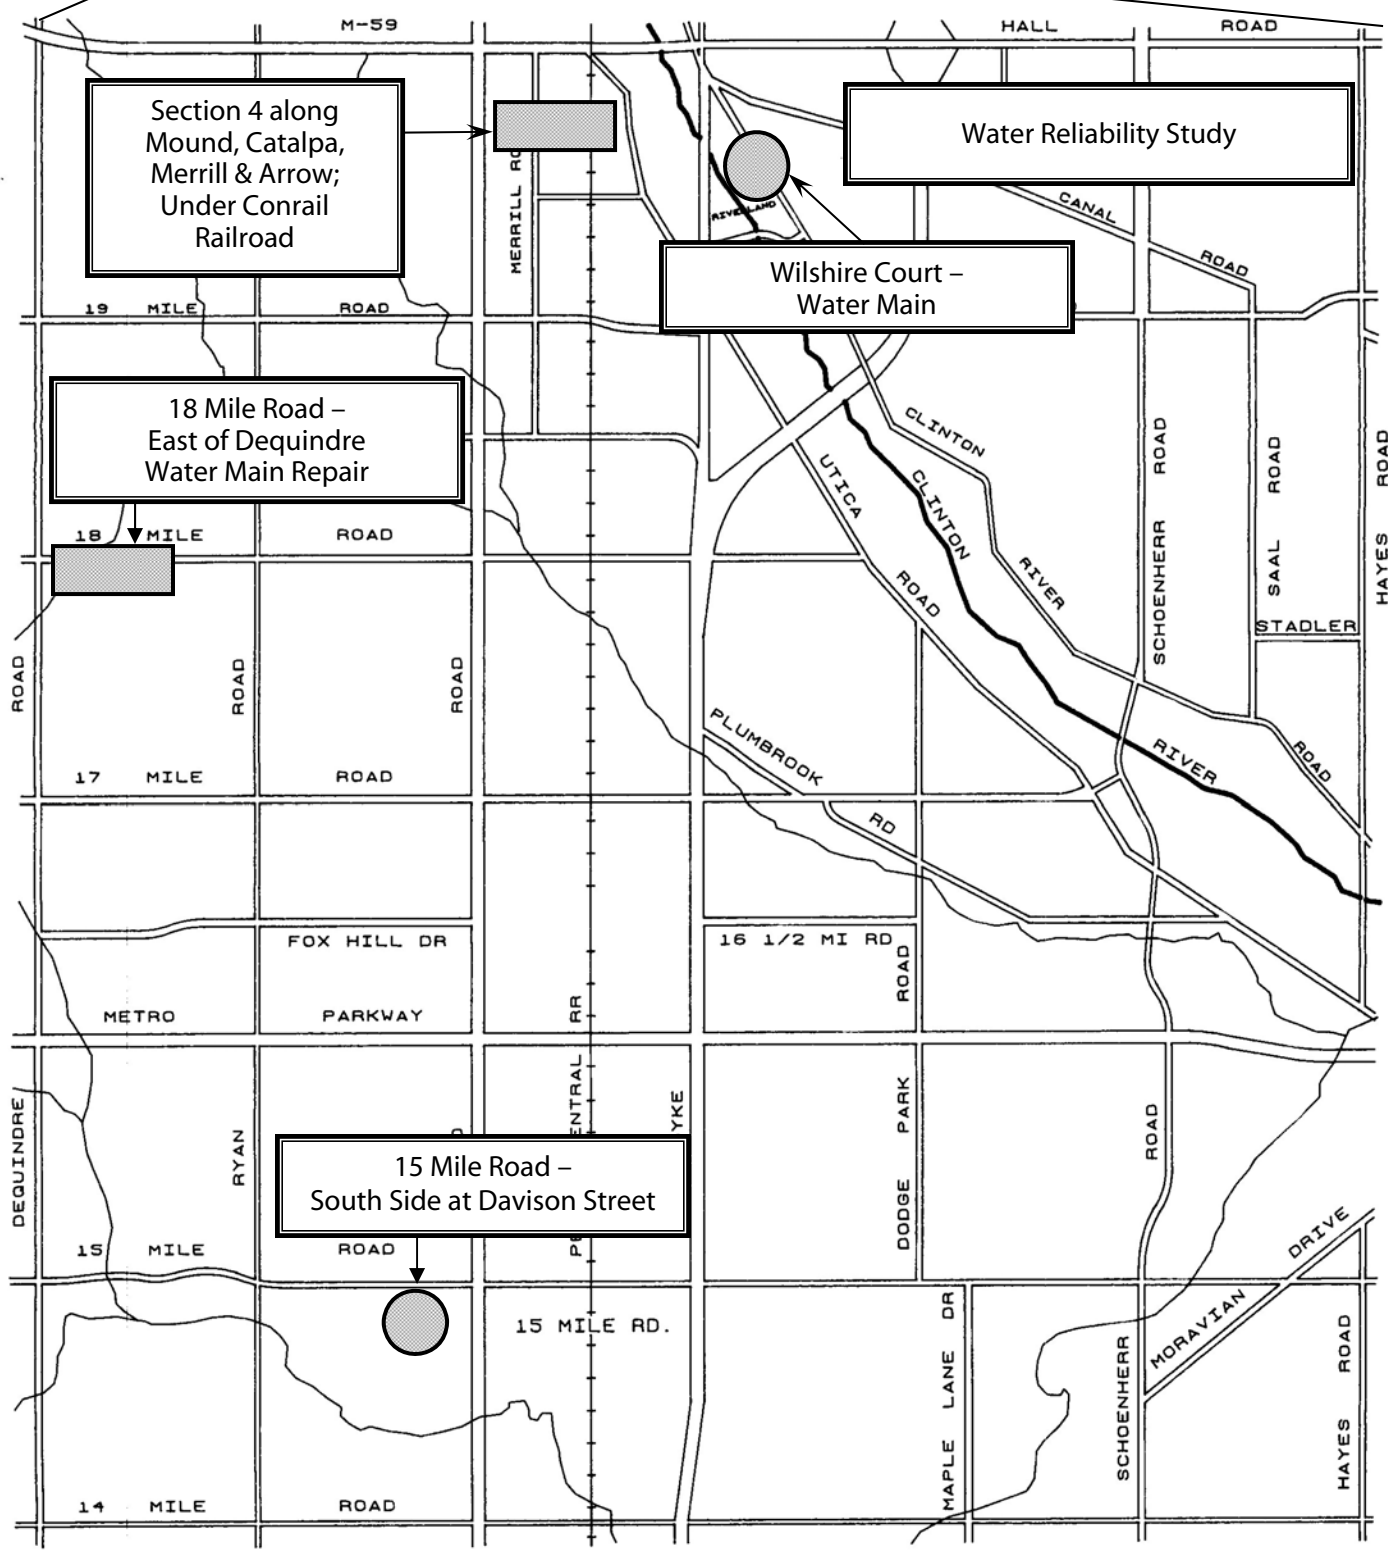 M-59
HALL
ROAD
Section 4 along
Mound, Catalpa,
Merrill & Arrow;
Under Conrail
Railroad
Water Reliability Study
MERRILL
RIVERLAND
CANAL
ROAD
Wilshire Court –
Water Main
19 MILE ROAD
18 Mile Road –
East of Dequindre
Water Main Repair
18 MILE ROAD
CLINTON
RIVER
ROAD
UTICA
ROAD
CLINTON
RIVER
SCHOENHERR ROAD
SAAL ROAD
HAYES ROAD
STADLER
ROAD
ROAD
ROAD
PLUMBROOK
RD
17 MILE ROAD
FOX HILL DR
16 1/2 MI RD
METRO PARKWAY
RR
ROAD
DEQUINDRE
RYAN
YKE
DODGE PARK
ROAD
15 Mile Road –
South Side at Davison Street
15 MILE ROAD
15 MILE RD.
MORAVIAN DRIVE
MAPLE LANE DR
SCHOENHERR
HAYES ROAD
14 MILE ROAD